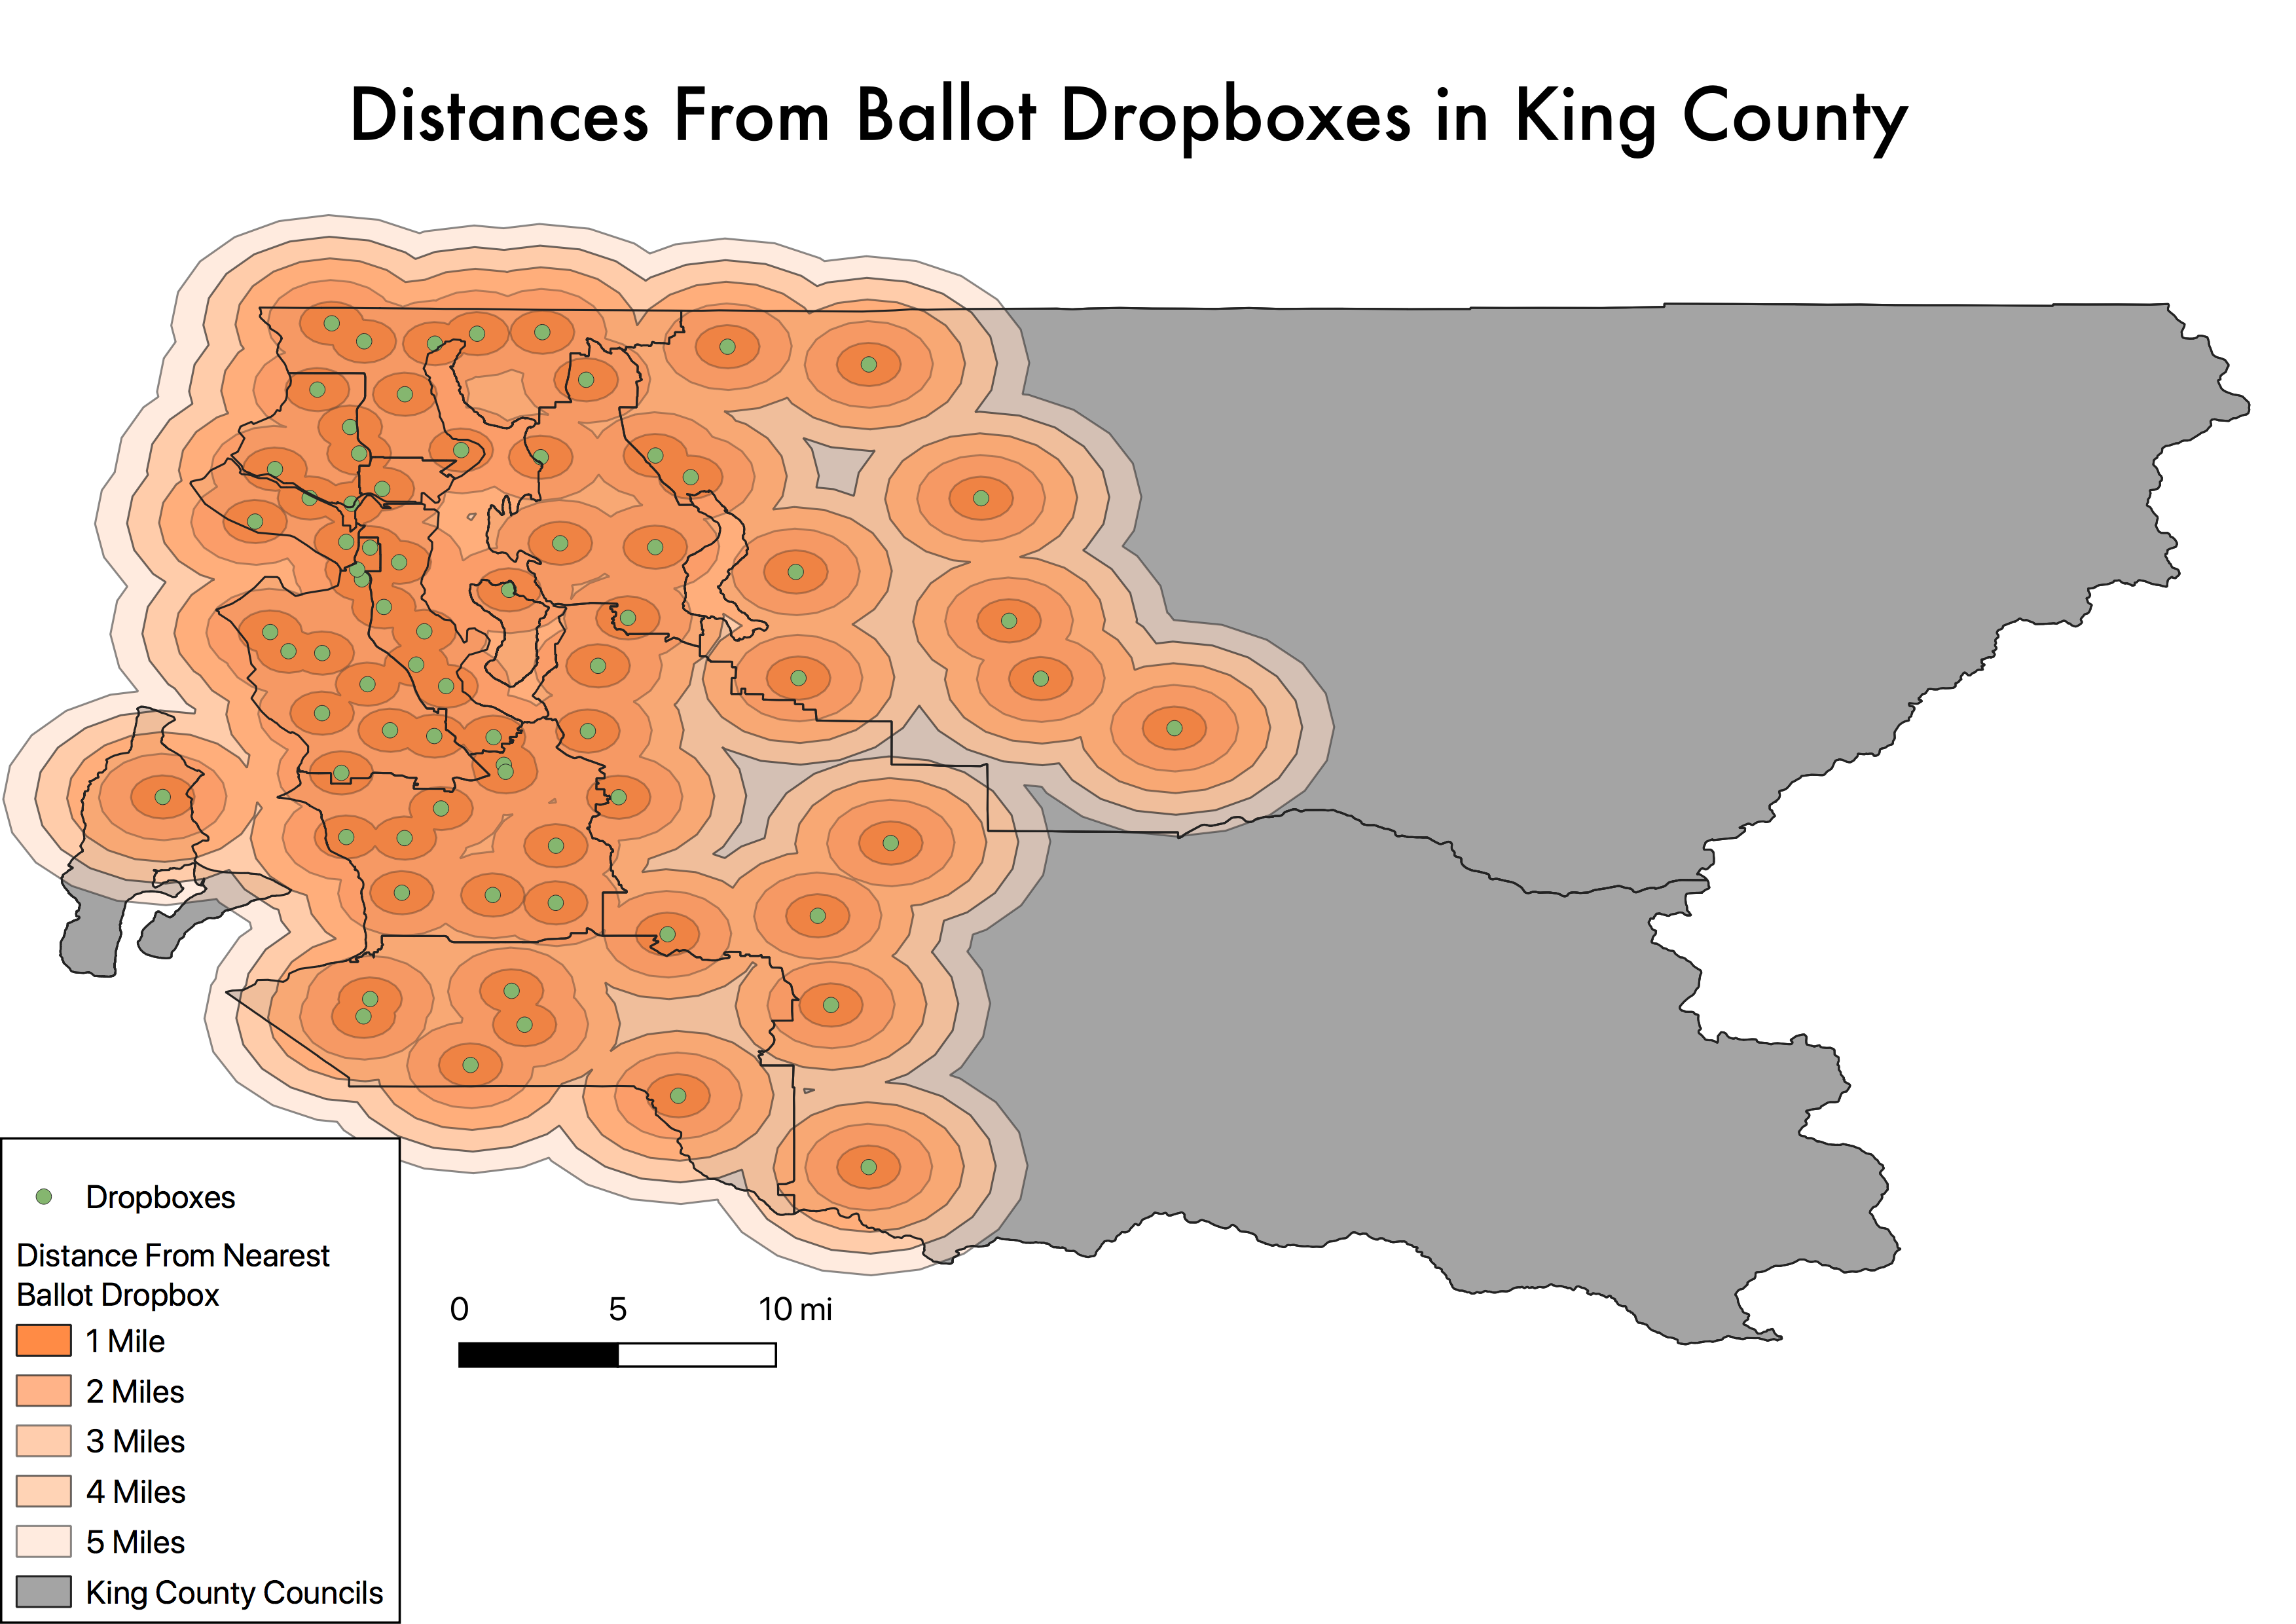 Distances From Ballot Dropboxes in King County
Dropboxes
Distance From Nearest
Ballot Dropbox
1 Mile
2 Miles
3 Miles
4 Miles
5 Miles
King County Councils
0 5 10 mi